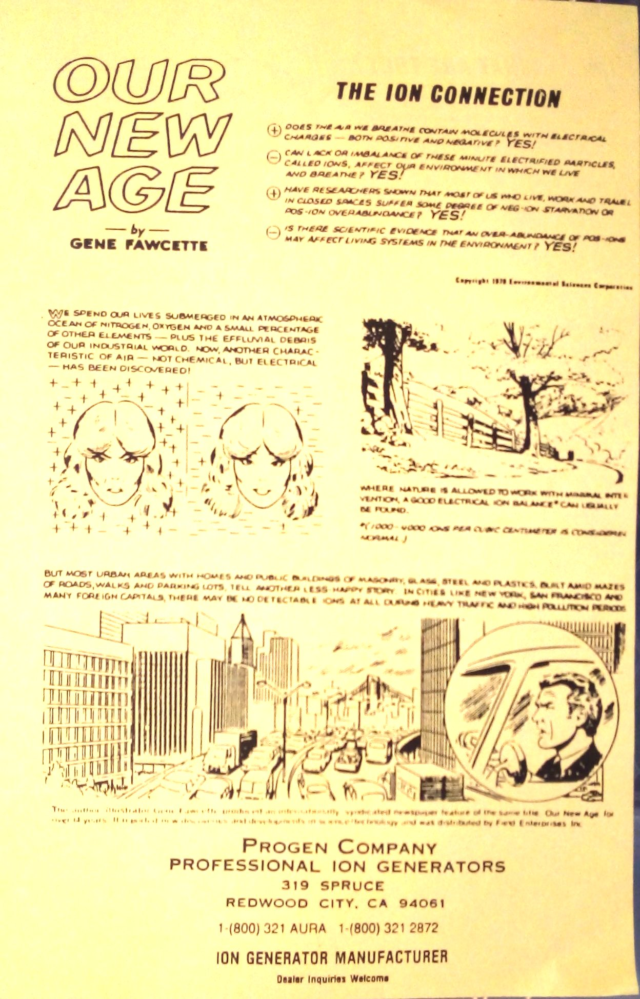 OUR
NEW
AGE
— by —
GENE FAWCETTE
THE ION CONNECTION
+ DOES THE AIR WE BREATHE CONTAIN MOLECULES WITH ELECTRICAL
CHARGES — BOTH POSITIVE AND NEGATIVE? YES!
− CAN LACK OR IMBALANCE OF THESE MINUTE ELECTRIFIED PARTICLES,
CALLED IONS, AFFECT OUR ENVIRONMENT IN WHICH WE LIVE
AND BREATHE? YES!
+ HAVE RESEARCHERS SHOWN THAT MOST OF US WHO LIVE, WORK AND TRAVEL
IN CLOSED SPACES SUFFER SOME DEGREE OF NEG-ION STARVATION OR
POS-ION OVERABUNDANCE? YES!
− IS THERE SCIENTIFIC EVIDENCE THAT AN OVER-ABUNDANCE OF POS-IONS
MAY AFFECT LIVING SYSTEMS IN THE ENVIRONMENT? YES!
Copyright Environmental Sciences Corporation
WE SPEND OUR LIVES SUBMERGED IN AN ATMOSPHERIC
OCEAN OF NITROGEN, OXYGEN AND A SMALL PERCENTAGE
OF OTHER ELEMENTS — PLUS THE EFFLUVIAL DEBRIS
OF OUR INDUSTRIAL WORLD. NOW, ANOTHER CHARAC-
TERISTIC OF AIR — NOT CHEMICAL, BUT ELECTRICAL
— HAS BEEN DISCOVERED!
WHERE NATURE IS ALLOWED TO WORK WITH MINIMAL INTER
VENTION, A GOOD ELECTRICAL ION BALANCE* CAN USUALLY
BE FOUND.
*(1000-4000 IONS PER CUBIC CENTIMETER IS CONSIDERED
NORMAL)
BUT MOST URBAN AREAS WITH HOMES AND PUBLIC BUILDINGS OF MASONRY, GLASS, STEEL AND PLASTICS, BUILT AMID MAZES
OF ROADS, WALKS AND PARKING LOTS, TELL ANOTHER LESS HAPPY STORY. IN CITIES LIKE NEW YORK, SAN FRANCISCO AND
MANY FOREIGN CAPITALS, THERE MAY BE NO DETECTABLE IONS AT ALL DURING HEAVY TRAFFIC AND HIGH POLLUTION PERIODS
The author illustrator Gene Fawcette produced an internationally syndicated newspaper feature of the same title. Our New Age for
over 14 years. It reported new discoveries and developments in science/technology and was distributed by Field Enterprises Inc.
PROGEN COMPANY
PROFESSIONAL ION GENERATORS
319 SPRUCE
REDWOOD CITY, CA 94061
1-(800) 321 AURA 1-(800) 321 2872
ION GENERATOR MANUFACTURER
Dealer Inquiries Welcome